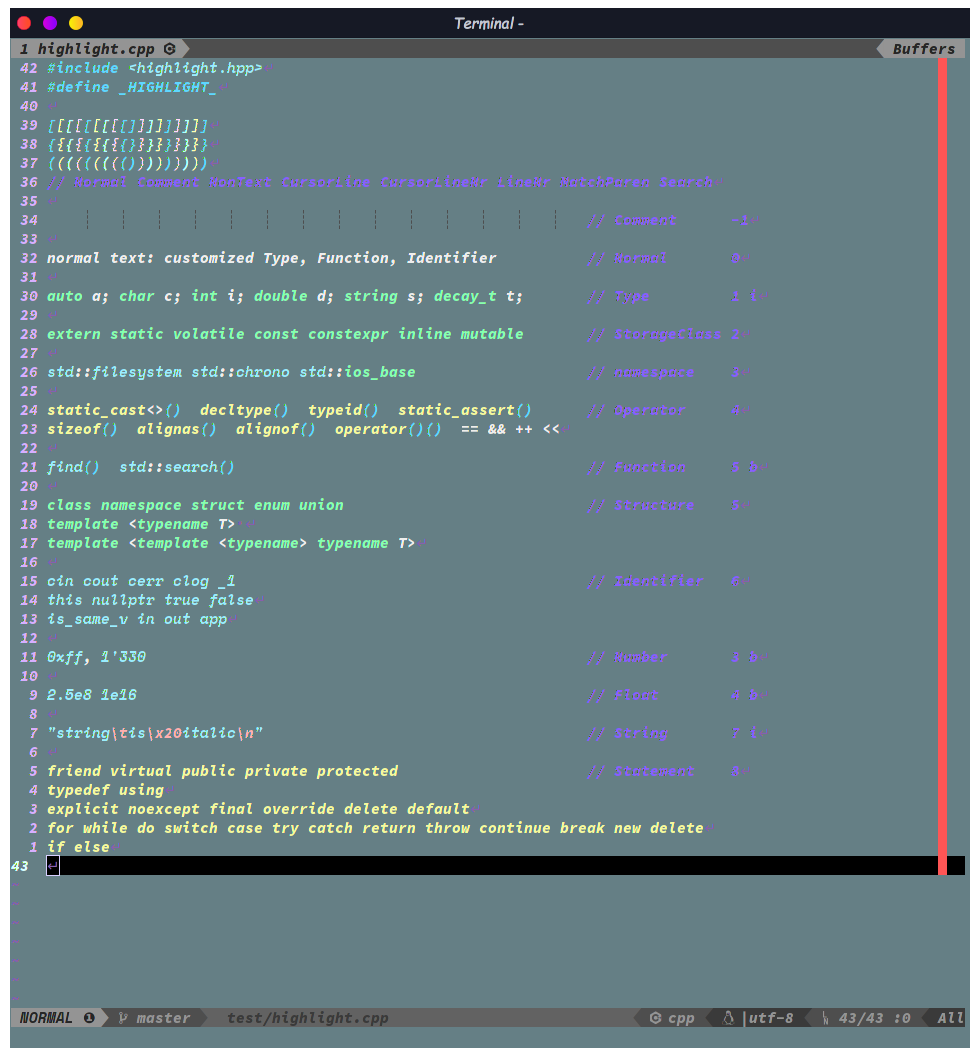 Terminal -
1 highlight.cpp Buffers
42 #include <highlight.hpp>
41 #define _HIGHLIGHT_
40
39 [[[[[[[[[]]]]]]]]]
38 {{{{{{{{{}}}}}}}}}
37 ((((((((()))))))))
36 // Normal Comment NonText CursorLine CursorLineNr LineNr MatchParen Search
35
34 // Comment -1
33
32 normal text: customized Type, Function, Identifier // Normal 0
31
30 auto a; char c; int i; double d; string s; decay_t t; // Type 1 i
29
28 extern static volatile const constexpr inline mutable // StorageClass 2
27
26 std::filesystem std::chrono std::ios_base // namespace 3
25
24 static_cast<>() decltype() typeid() static_assert() // Operator 4
23 sizeof() alignas() alignof() operator()() == && ++ <<
22
21 find() std::search() // function 5 b
20
19 class namespace struct enum union // Structure 5
18 template <typename T>
17 template <template <typename> typename T>
16
15 cin cout cerr clog _1 // Identifier 6
14 this nullptr true false
13 is_same_v in out app
12
11 0xff, 1'330 // Number b
10
9 2.5e8 1e16 // float b
8
7 "string\tis\x20italic\n" // String 7 i
6
5 friend virtual public private protected // Statement 8
4 typedef using
3 explicit noexcept final override delete default
2 for while do switch case try catch return throw continue break new delete
1 if else
43
NORMAL master test/highlight.cpp cpp |utf-8 43/43 :0 All